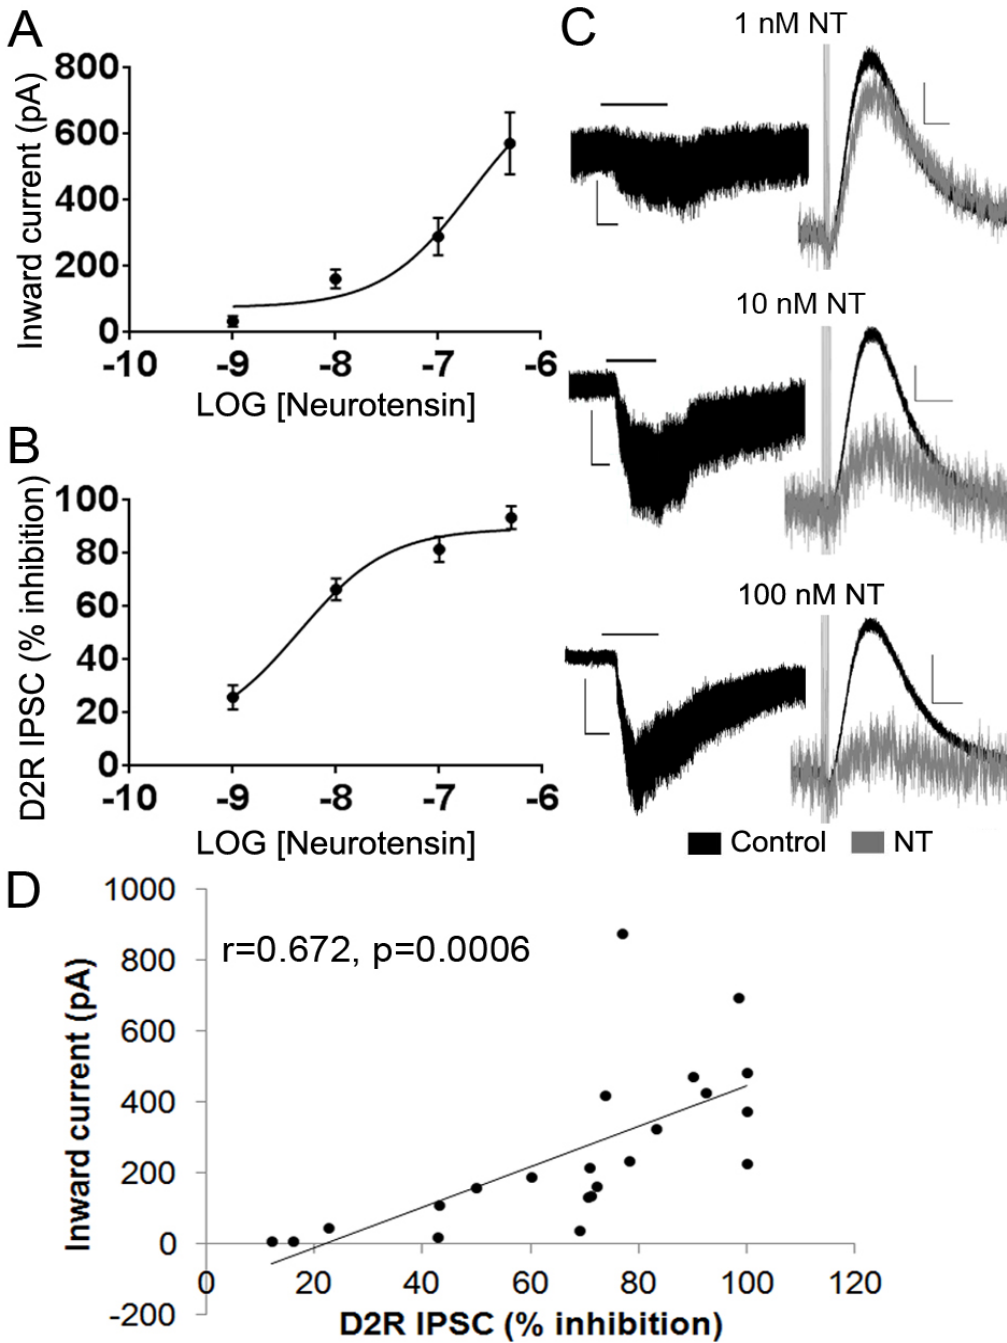 A
Inward current (pA)
800
600
400
200
0
-10 -9 -8 -7 -6
LOG [Neurotensin]
B
D2R IPSC (% inhibition)
100
80
60
40
20
0
-10 -9 -8 -7 -6
LOG [Neurotensin]
C
1 nM NT
10 nM NT
100 nM NT
Control NT
D
Inward current (pA)
1000
800
600
400
200
0
-200
r=0.672, p=0.0006
0 20 40 60 80 100 120
D2R IPSC (% inhibition)